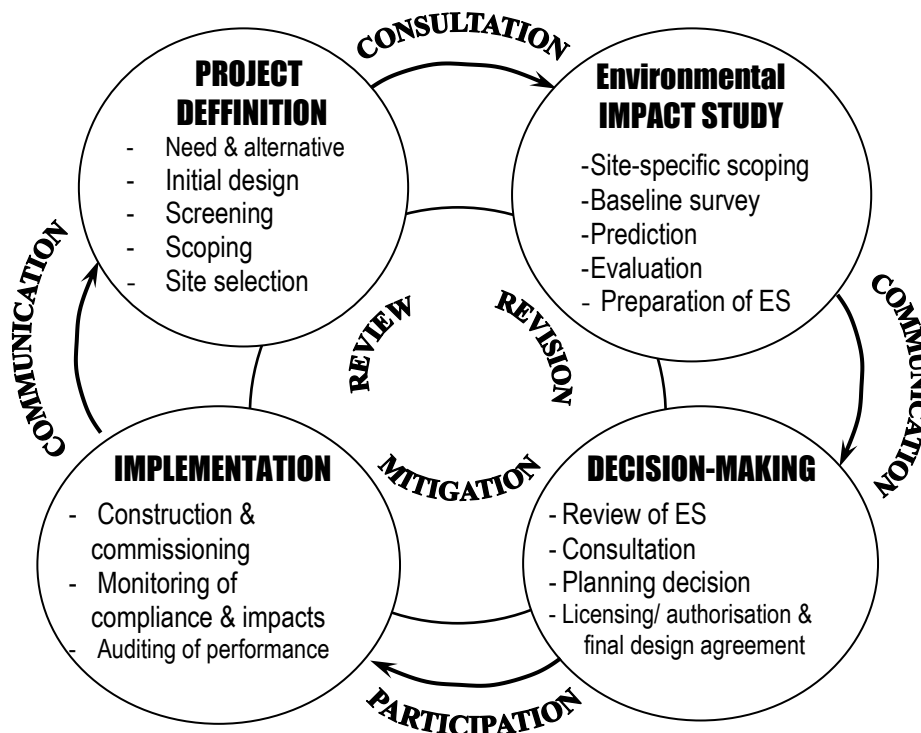 CONSULTATION
PROJECT
DEFFINITION
- Need & alternative
- Initial design
- Screening
- Scoping
- Site selection
Environmental
IMPACT STUDY
-Site-specific scoping
-Baseline survey
-Prediction
-Evaluation
- Preparation of ES
COMMUNICATION
COMMUNICATION
REVIEW
REVISION
MITIGATION
IMPLEMENTATION
- Construction &
commissioning
- Monitoring of
compliance & impacts
- Auditing of performance
DECISION-MAKING
- Review of ES
- Consultation
- Planning decision
- Licensing/ authorisation &
final design agreement
PARTICIPATION